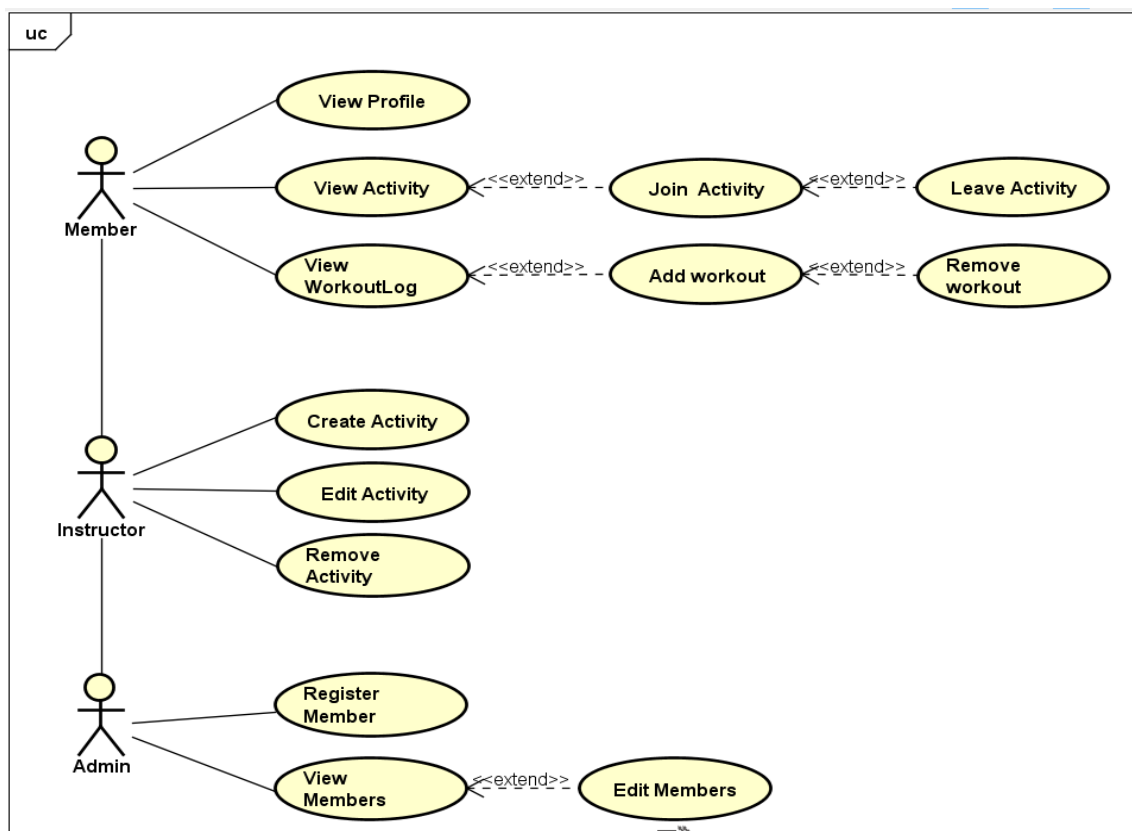 uc
View Profile
View Activity
<<extend>>
Join Activity
<<extend>>
Leave Activity
Member
View
WorkoutLog
<<extend>>
Add workout
<<extend>>
Remove
workout
Create Activity
Edit Activity
Instructor
Remove
Activity
Register
Member
Admin
View
Members
<<extend>>
Edit Members